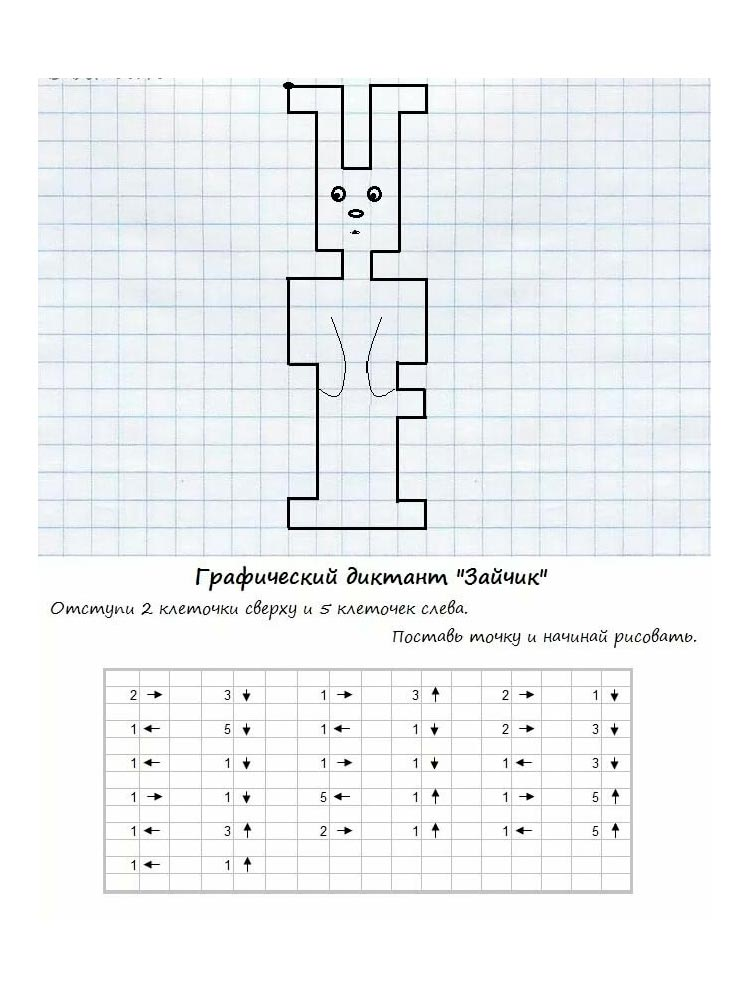 Графический диктант "Зайчик"
Отступи 2 клеточки сверху и 5 клеточек слева.
Поставь точку и начинай рисовать.
2 → 3 ↓ 1 → 3 ↑ 2 → 1 ↓
1 ← 5 ↓ 1 ← 1 ↓ 2 → 3 ↓
1 ← 1 ↓ 1 → 1 ↓ 1 ← 3 ↓
1 → 1 ↓ 5 ← 1 ↑ 1 → 5 ↑
1 ← 3 ↑ 2 → 1 ↑ 1 ← 5 ↑
1 ← 1 ↑